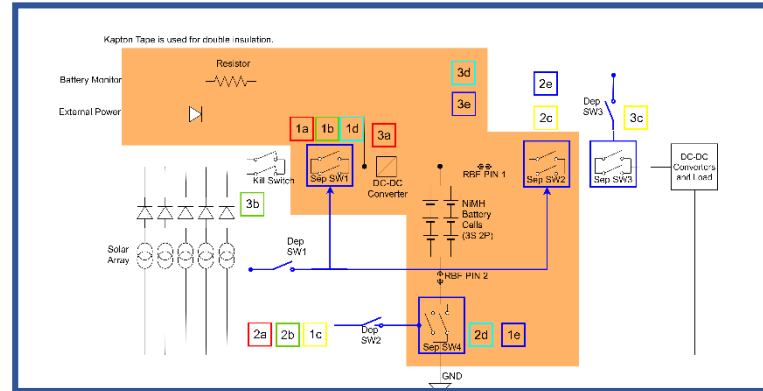 Kapton Tape is used for double insulation.
Resistor
Battery Monitor
External Power
3d
3e
2e
2c
Dep
SW3
3c
1a
1b
1d
3a
Kill Switch
Sep SW1
DC-DC
Converter
RBF PIN 1
Sep SW2
Sep SW3
DC-DC
Convertors
and Load
3b
NiMH
Battery
Cells
(3S 2P)
Solar
Array
Dep
SW1
RBF PIN 2
2a
2b
1c
Dep
SW2
Sep SW4
2d
1e
GND